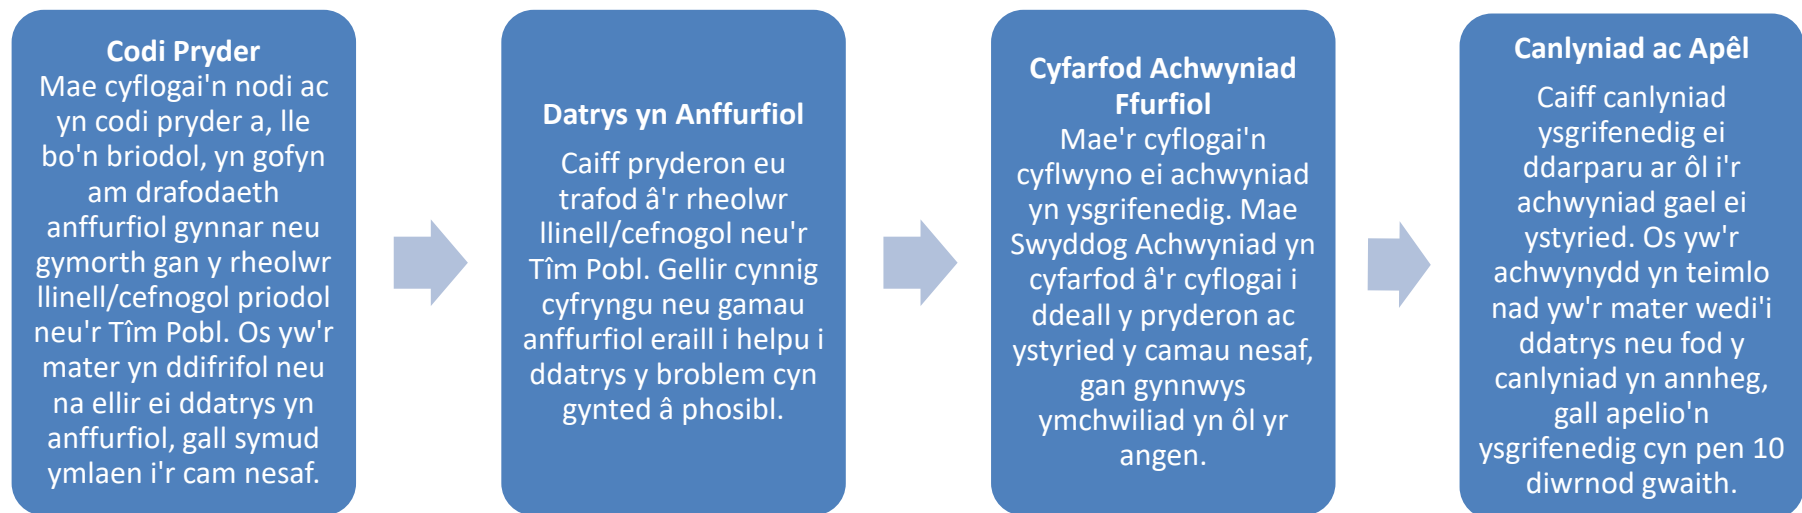 Codi Pryder
Mae cyflogai'n nodi ac
yn codi pryder a, lle
bo'n briodol, yn gofyn
am drafodaeth
anffurfiol gynnar neu
gymorth gan y rheolwr
llinell/cefnogol priodol
neu'r Tîm Pobl. Os yw'r
mater yn ddifrifol neu
na ellir ei ddatrys yn
anffurfiol, gall symud
ymlaen i'r cam nesaf.
Datrys yn Anffurfiol
Caiff pryderon eu
trafod â'r rheolwr
llinell/cefnogol neu'r
Tîm Pobl. Gellir cynnig
cyfryngu neu gamau
anffurfiol eraill i helpu i
ddatrys y broblem cyn
gynted â phosibl.
Cyfarfod Achwyniad
Ffurfiol
Mae'r cyflogai'n
cyflwyno ei achwyniad
yn ysgrifenedig. Mae
Swyddog Achwyniad yn
cyfarfod â'r cyflogai i
ddeall y pryderon ac
ystyried y camau nesaf,
gan gynnwys
ymchwiliad yn ôl yr
angen.
Canlyniad ac Apêl
Caiff canlyniad
ysgrifenedig ei
ddarparu ar ôl i'r
achwyniad gael ei
ystyried. Os yw'r
achwynydd yn teimlo
nad yw'r mater wedi'i
ddatrys neu fod y
canlyniad yn annheg,
gall apelio'n
ysgrifenedig cyn pen 10
diwrnod gwaith.